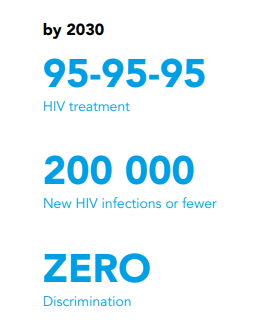 by 2030
95-95-95
HIV treatment
200 000
New HIV infections or fewer
ZERO
Discrimination